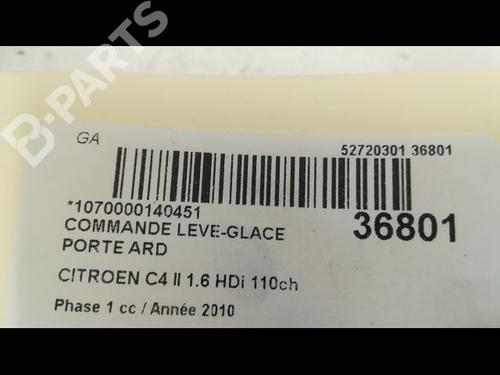 B-PARTS
GA
52720301 36801
*1070000140451
36801
COMMANDE LEVE-GLACE
PORTE ARD
CITROEN C4 II 1.6 HDi 110ch
Phase 1 cc / Année 2010